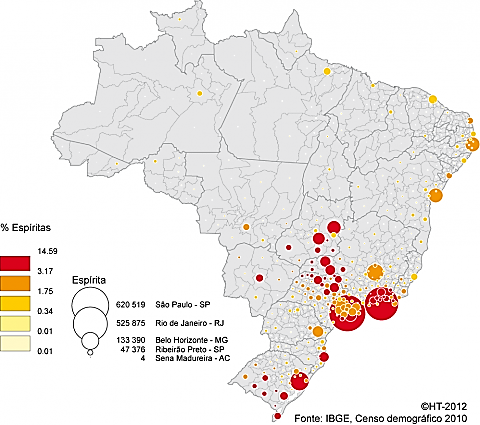 % Espíritas
14.59
3.17
1.75
0.34
0.01
0.01
Espírita
620 519 São Paulo - SP
525 875 Rio de Janeiro - RJ
133 390 Belo Horizonte - MG
47 376 Ribeirão Preto - SP
4 Sena Madureira - AC
©HT-2012
Fonte: IBGE, Censo demográfico 2010